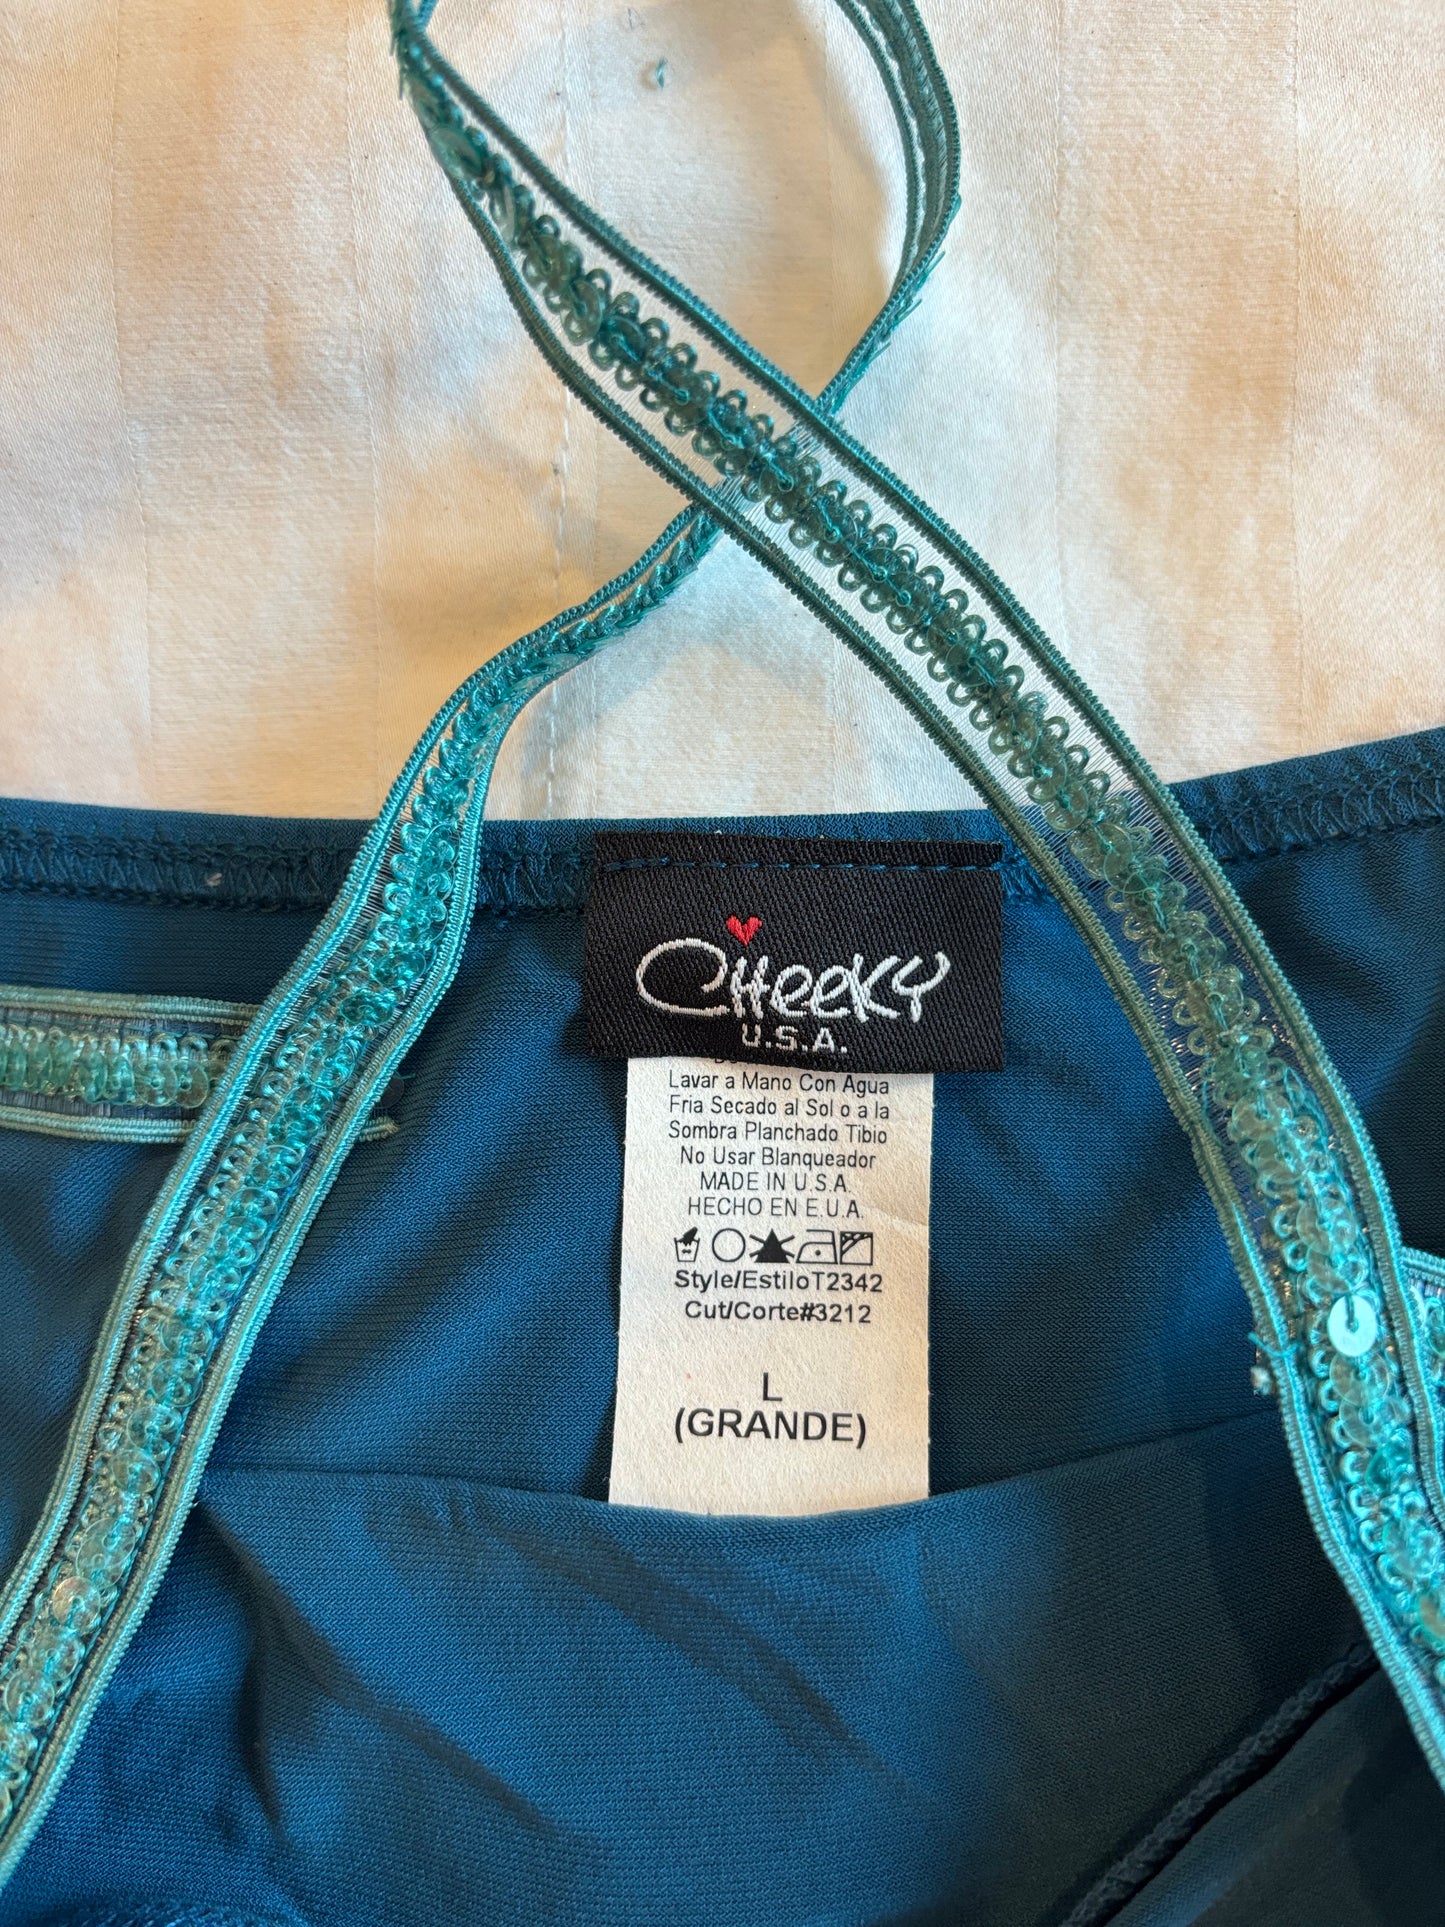 CHeeKY
U.S.A.
Lavar a Mano Con Agua
Fria Secado al Sol o a la
Sombra Planchado Tibio
No Usar Blanqueador
MADE IN U.S.A.
HECHO EN E.U.A.
Style/EstiloT2342
Cut/Corte#3212
L
(GRANDE)